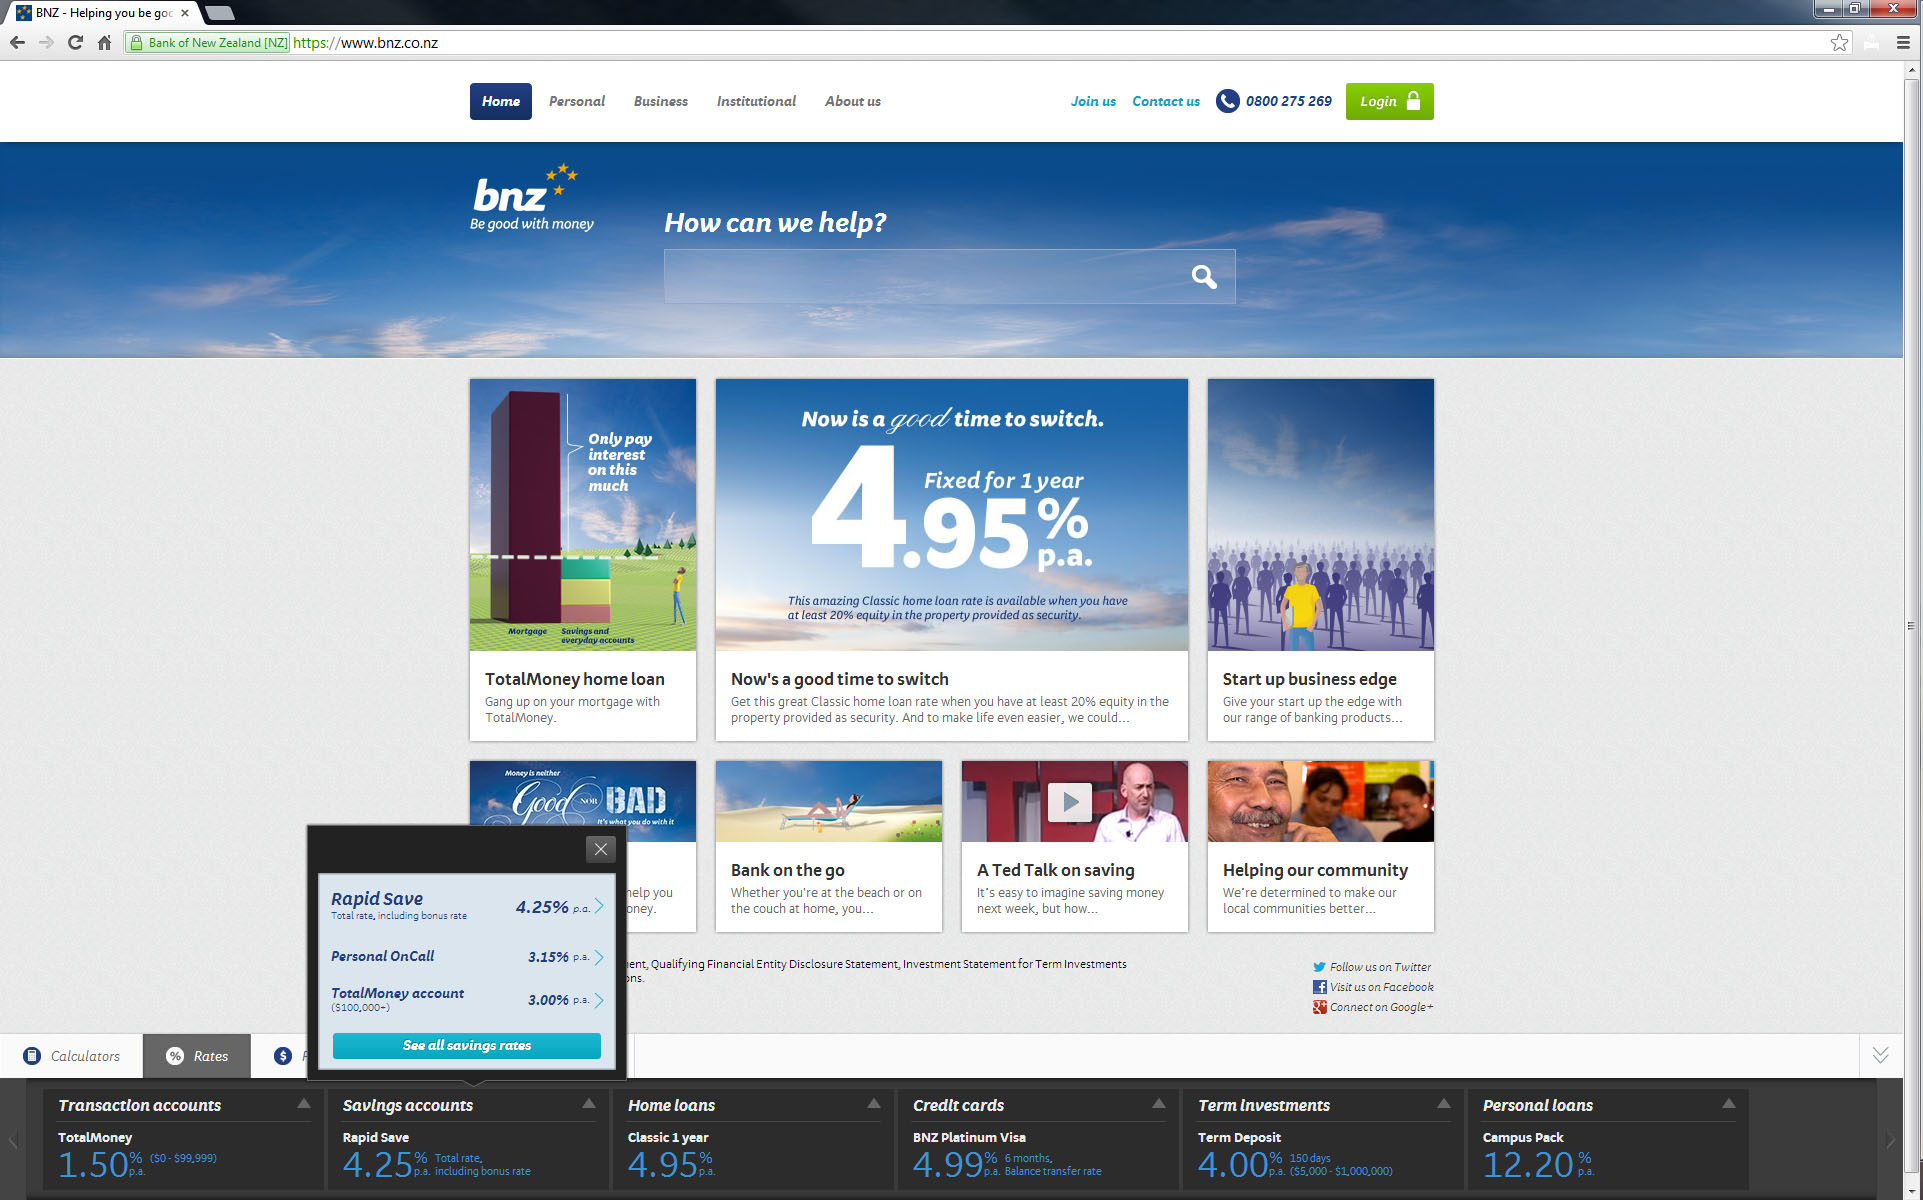 BNZ - Helping you be goo
Bank of New Zealand [NZ] https://www.bnz.co.nz
Home Personal Business Institutional About us Join us Contact us 0800 275 269 Login
bnz
Be good with money
How can we help?
Only pay
interest
on this
much
Mortgage Savings and
everyday accounts
Now is a good time to switch.
Fixed for 1 year
4.95% p.a.
This amazing Classic home loan rate is available when you have
at least 20% equity in the property provided as security.
TotalMoney home loan
Gang up on your mortgage with
TotalMoney.
Now's a good time to switch
Get this great Classic home loan rate when you have at least 20% equity in the
property provided as security. And to make life even easier, we could...
Start up business edge
Give your start up the edge with
our range of banking products...
Money is neither
Good NOR BAD
It's what you do with it
help you
oney.
TED
Bank on the go
Whether you're at the beach or on
the couch at home, you...
A Ted Talk on saving
It's easy to imagine saving money
next week, but how...
Helping our community
We're determined to make our
local communities better...
Rapid Save 4.25% p.a.
Total rate, including bonus rate
Personal OnCall 3.15% p.a.
TotalMoney account 3.00% p.a.
($100,000+)
See all savings rates
ent, Qualifying Financial Entity Disclosure Statement, Investment Statement for Term Investments
ons.
Follow us on Twitter
Visit us on Facebook
Connect on Google+
Calculators Rates
Transaction accounts
TotalMoney
1.50% p.a. ($0 - $99,999)
Savings accounts
Rapid Save
4.25% p.a. Total rate,
including bonus rate
Home loans
Classic 1 year
4.95% p.a.
Credit cards
BNZ Platinum Visa
4.99% p.a. 6 months,
Balance transfer rate
Term investments
Term Deposit
4.00% p.a. 150 days
($5,000 - $1,000,000)
Personal loans
Campus Pack
12.20% p.a.